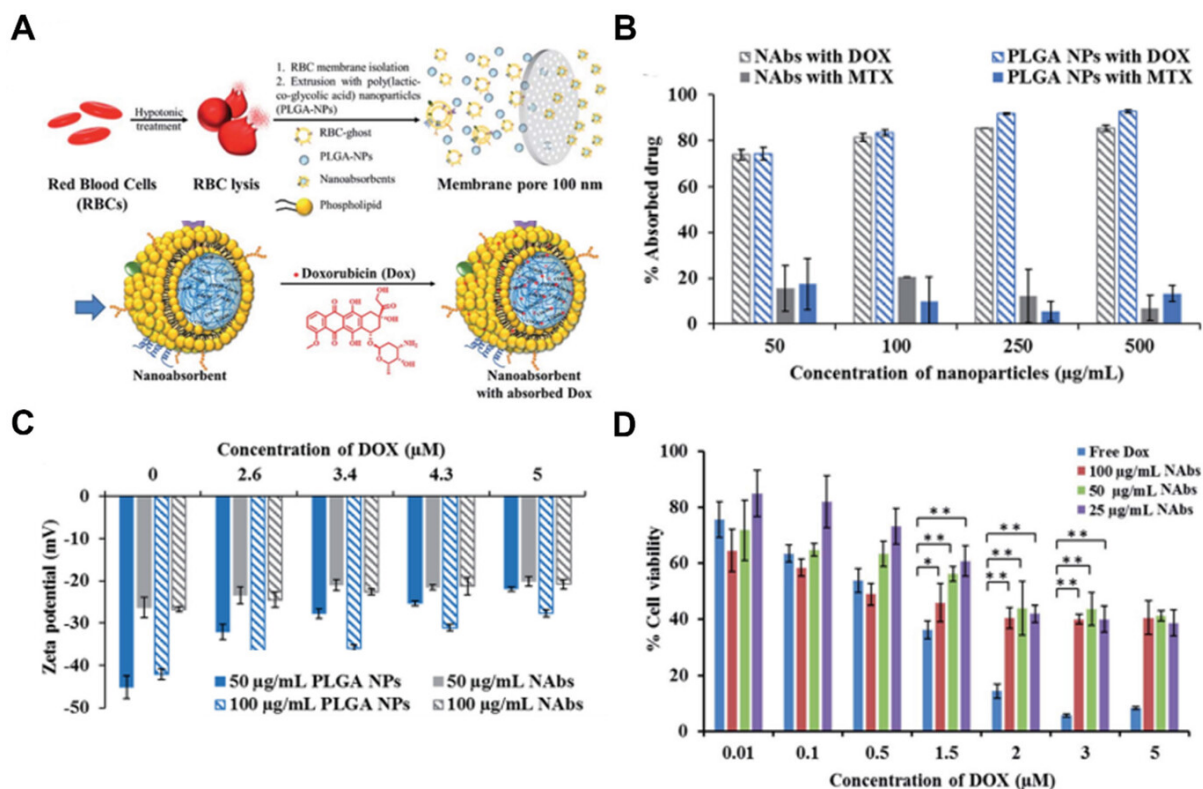 A
Hypotonic
treatment
1. RBC membrane isolation
2. Extrusion with poly(lactic-
co-glycolic acid) nanoparticles
(PLGA-NPs)
RBC-ghost
PLGA-NPs
Nanoabsorbents
Phospholipid
Red Blood Cells
(RBCs)
RBC lysis
Membrane pore 100 nm
Doxorubicin (Dox)
Nanoabsorbent
Nanoabsorbent
with absorbed Dox
B
NAbs with DOX
PLGA NPs with DOX
NAbs with MTX
PLGA NPs with MTX
% Absorbed drug
100
80
60
40
20
0
50 100 250 500
Concentration of nanoparticles (µg/mL)
C
Concentration of DOX (µM)
0 2.6 3.4 4.3 5
Zeta potential (mV)
0
-10
-20
-30
-40
-50
50 µg/mL PLGA NPs
50 µg/mL NAbs
100 µg/mL PLGA NPs
100 µg/mL NAbs
D
Free Dox
100 µg/mL NAbs
50 µg/mL NAbs
25 µg/mL NAbs
% Cell viability
100
80
60
40
20
0
** ** *
** ** **
** ** **
0.01 0.1 0.5 1.5 2 3 5
Concentration of DOX (µM)